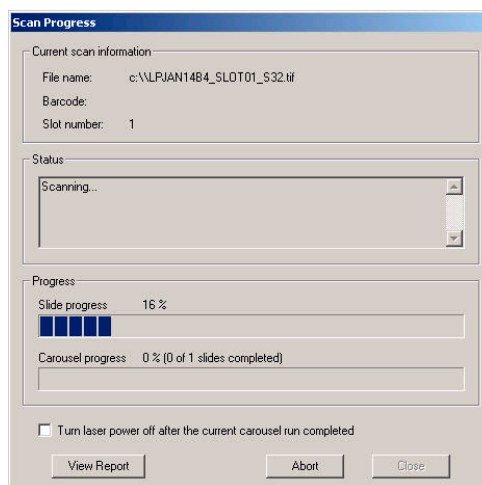 Scan Progress
Current scan information
File name: c:\\LPJAN14B4_SLOT01_S32.tif
Barcode:
Slot number: 1
Status
Scanning...
Progress
Slide progress 16 %
Carousel progress 0 % (0 of 1 slides completed)
Turn laser power off after the current carousel run completed
View Report Abort Close